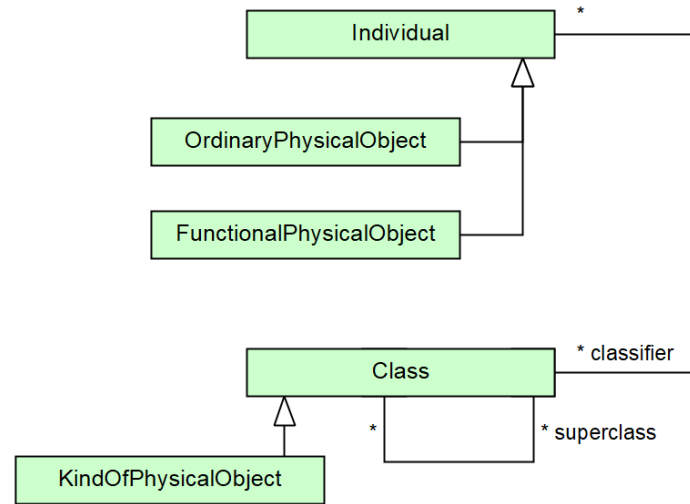 Individual
*
OrdinaryPhysicalObject
FunctionalPhysicalObject
* classifier
Class
*
* superclass
KindOfPhysicalObject